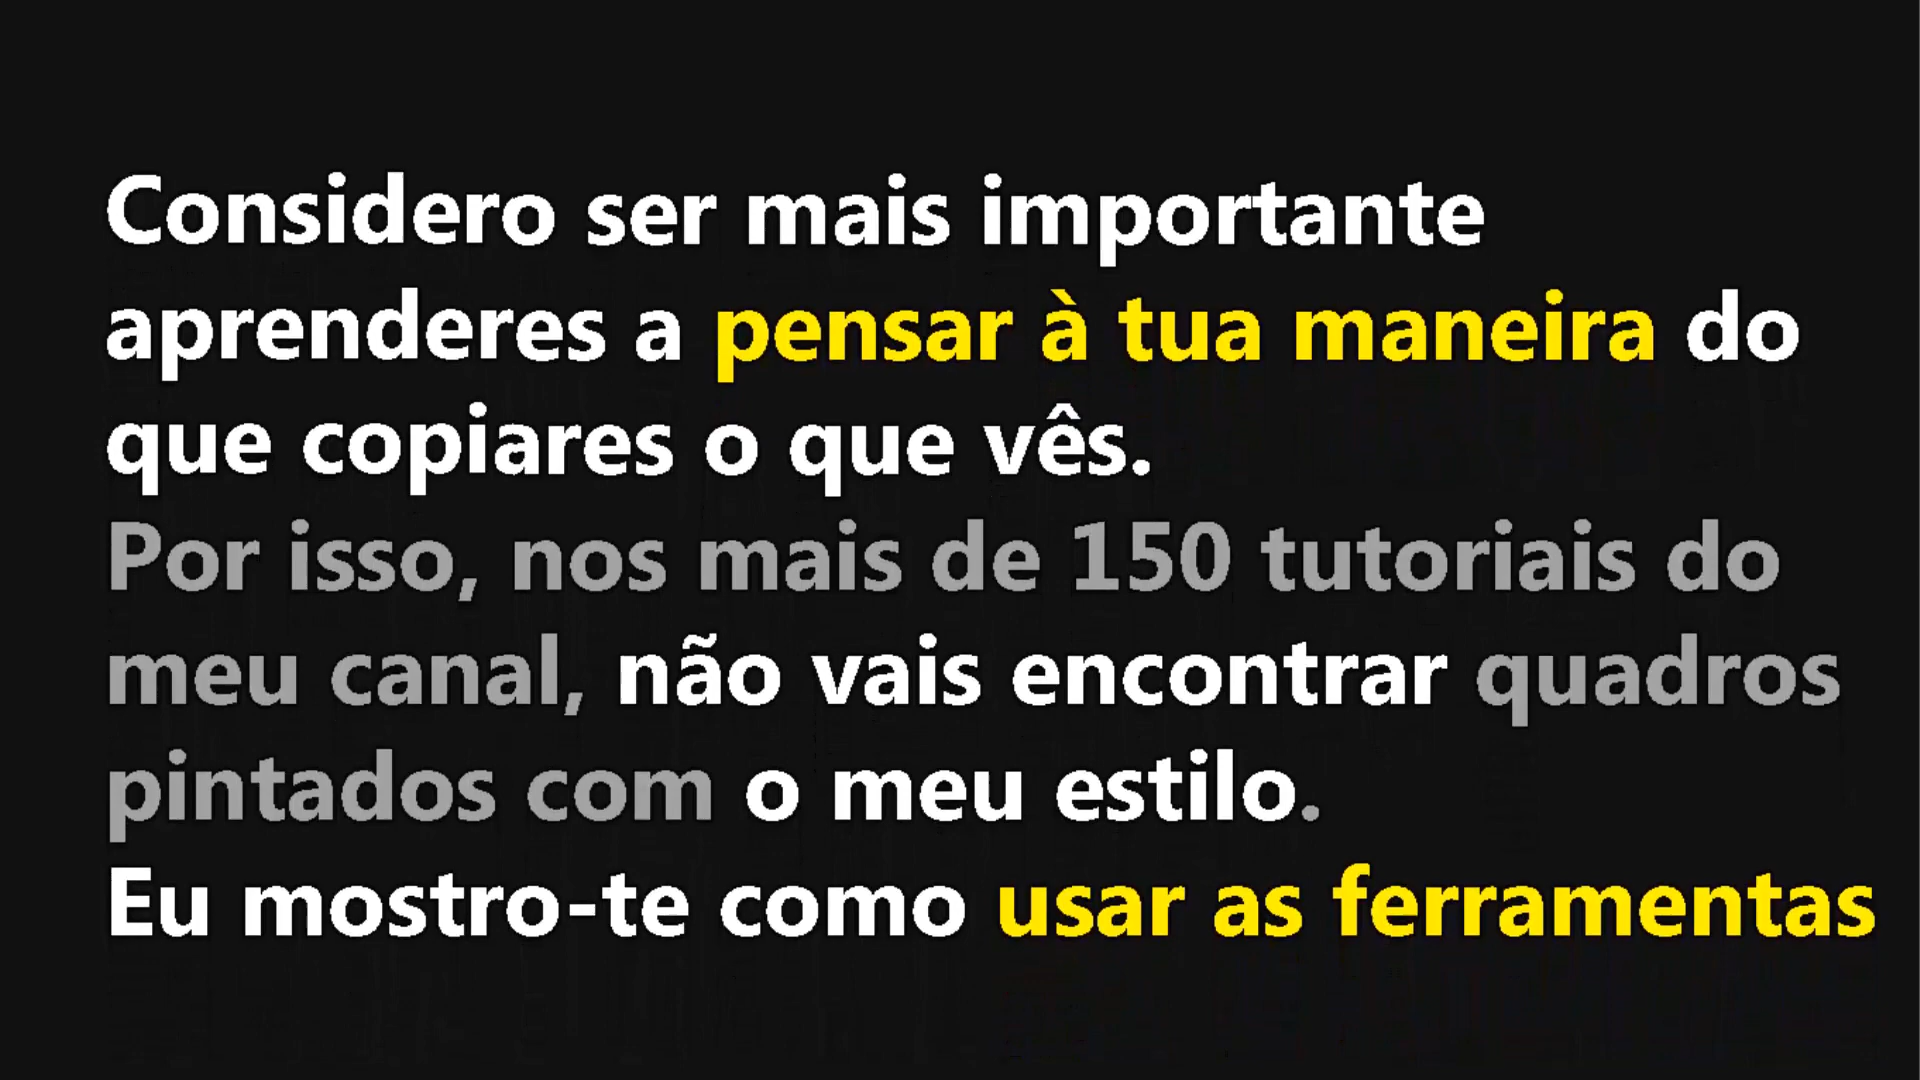 Considero ser mais importante
aprenderes a pensar à tua maneira do
que copiares o que vês.
Por isso, nos mais de 150 tutoriais do
meu canal, não vais encontrar quadros
pintados com o meu estilo.
Eu mostro-te como usar as ferramentas